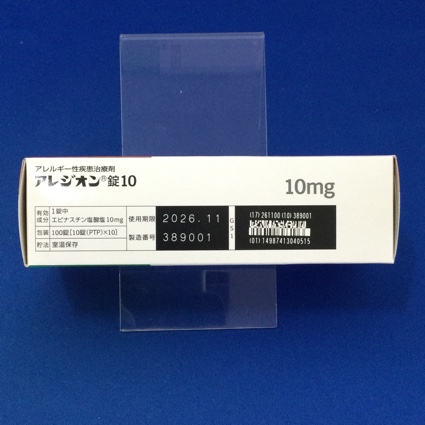 アレルギー性疾患治療剤
アレジオン®錠10
10mg
有効成分 1錠中 エピナスチン塩酸塩10mg
包装 100錠[10錠(PTP)×10]
貯法 室温保存
使用期限 2026.11
製造番号 389001
GS1
(17)261100(10)389001
(01)14987413040515